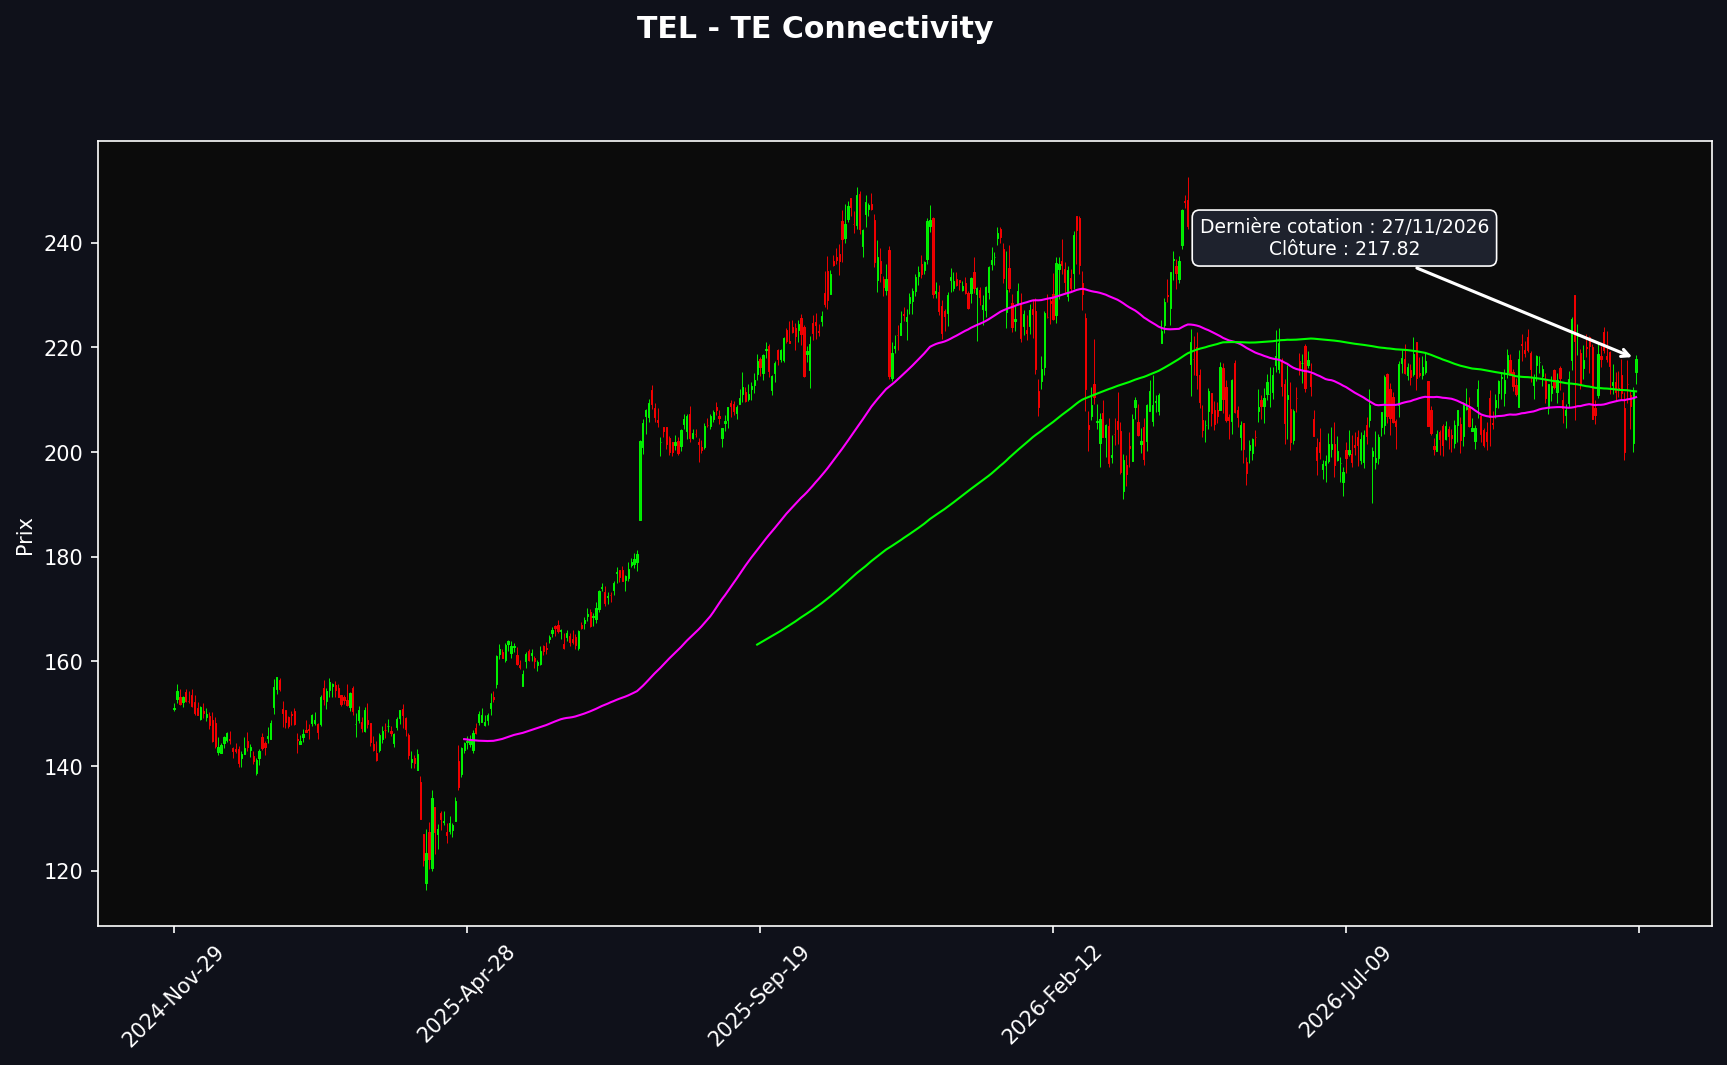 TEL - TE Connectivity
Dernière cotation : 27/11/2026
Clôture : 217.82
Prix
240
220
200
180
160
140
120
2024-Nov-29
2025-Apr-28
2025-Sep-19
2026-Feb-12
2026-Jul-09